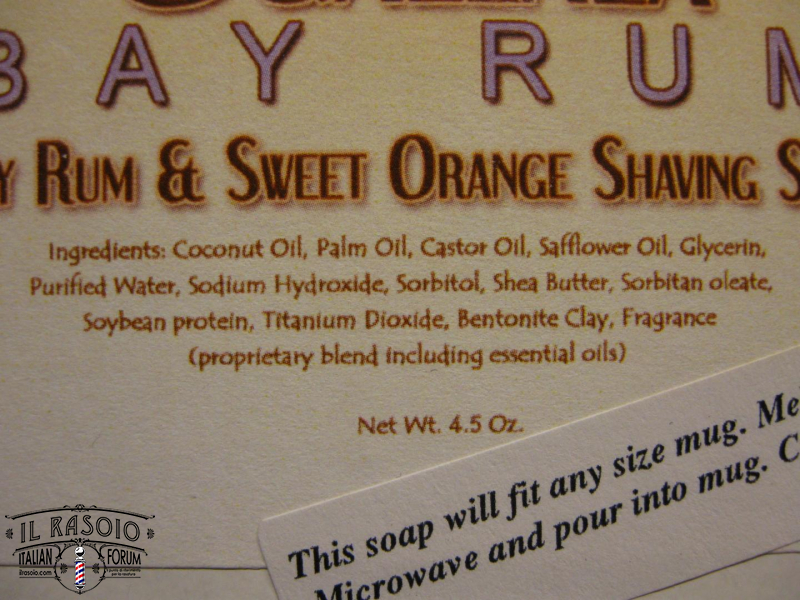 BAY RUM
Y RUM & SWEET ORANGE SHAVING S
Ingredients: Coconut Oil, Palm Oil, Castor Oil, Safflower Oil, Glycerin,
Purified Water, Sodium Hydroxide, Sorbitol, Shea Butter, Sorbitan oleate,
Soybean protein, Titanium Dioxide, Bentonite Clay, Fragrance
(proprietary blend including essential oils)
Net Wt. 4.5 Oz.
This soap will fit any size mug. Me
Microwave and pour into mug. C
IL RASOIO
ITALIAN FORUM
ilrasoio.com